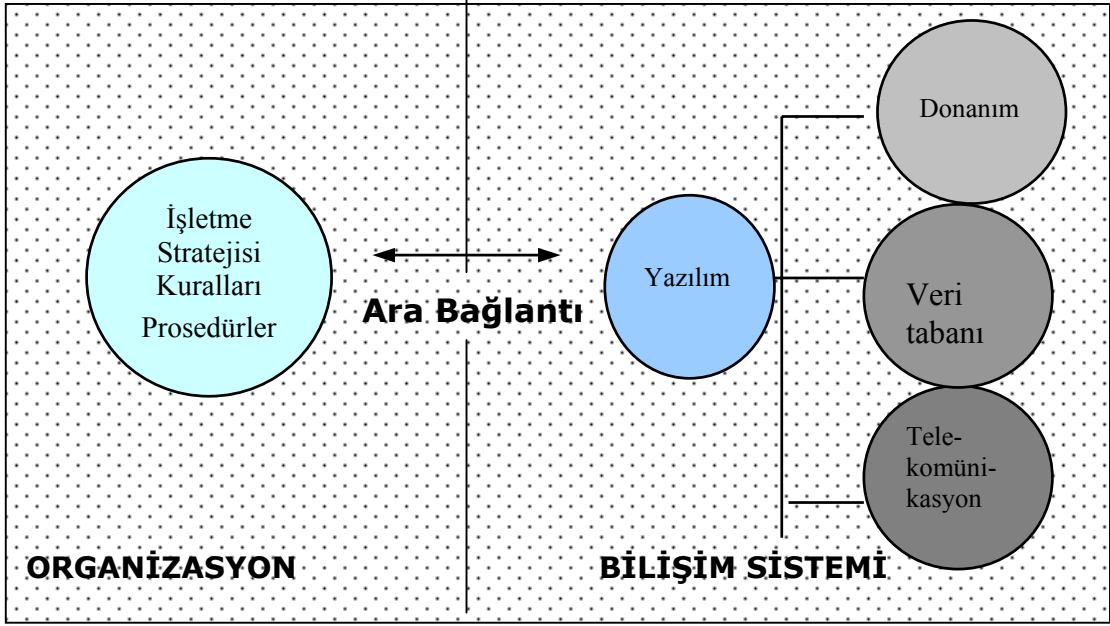 İşletme
Stratejisi
Kuralları
Prosedürler
Ara Bağlantı
Yazılım
Donanım
Veri
tabanı
Tele-
komüni-
kasyon
ORGANİZASYON
BİLİŞİM SİSTEMİ